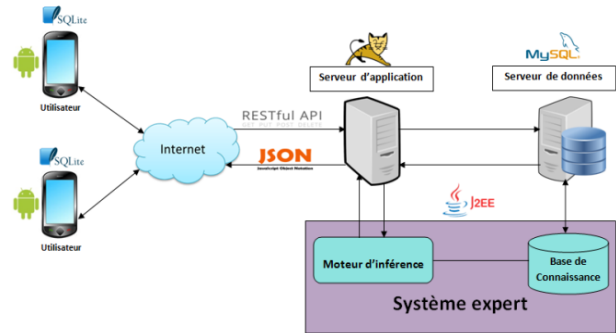 SQLite
Utilisateur
SQLite
Utilisateur
Internet
RESTful API
GET PUT POST DELETE
JSON
JavaScript Object Notation
Serveur d'application
MySQL
Serveur de données
J2EE
Moteur d'inférence
Base de
Connaissance
Système expert